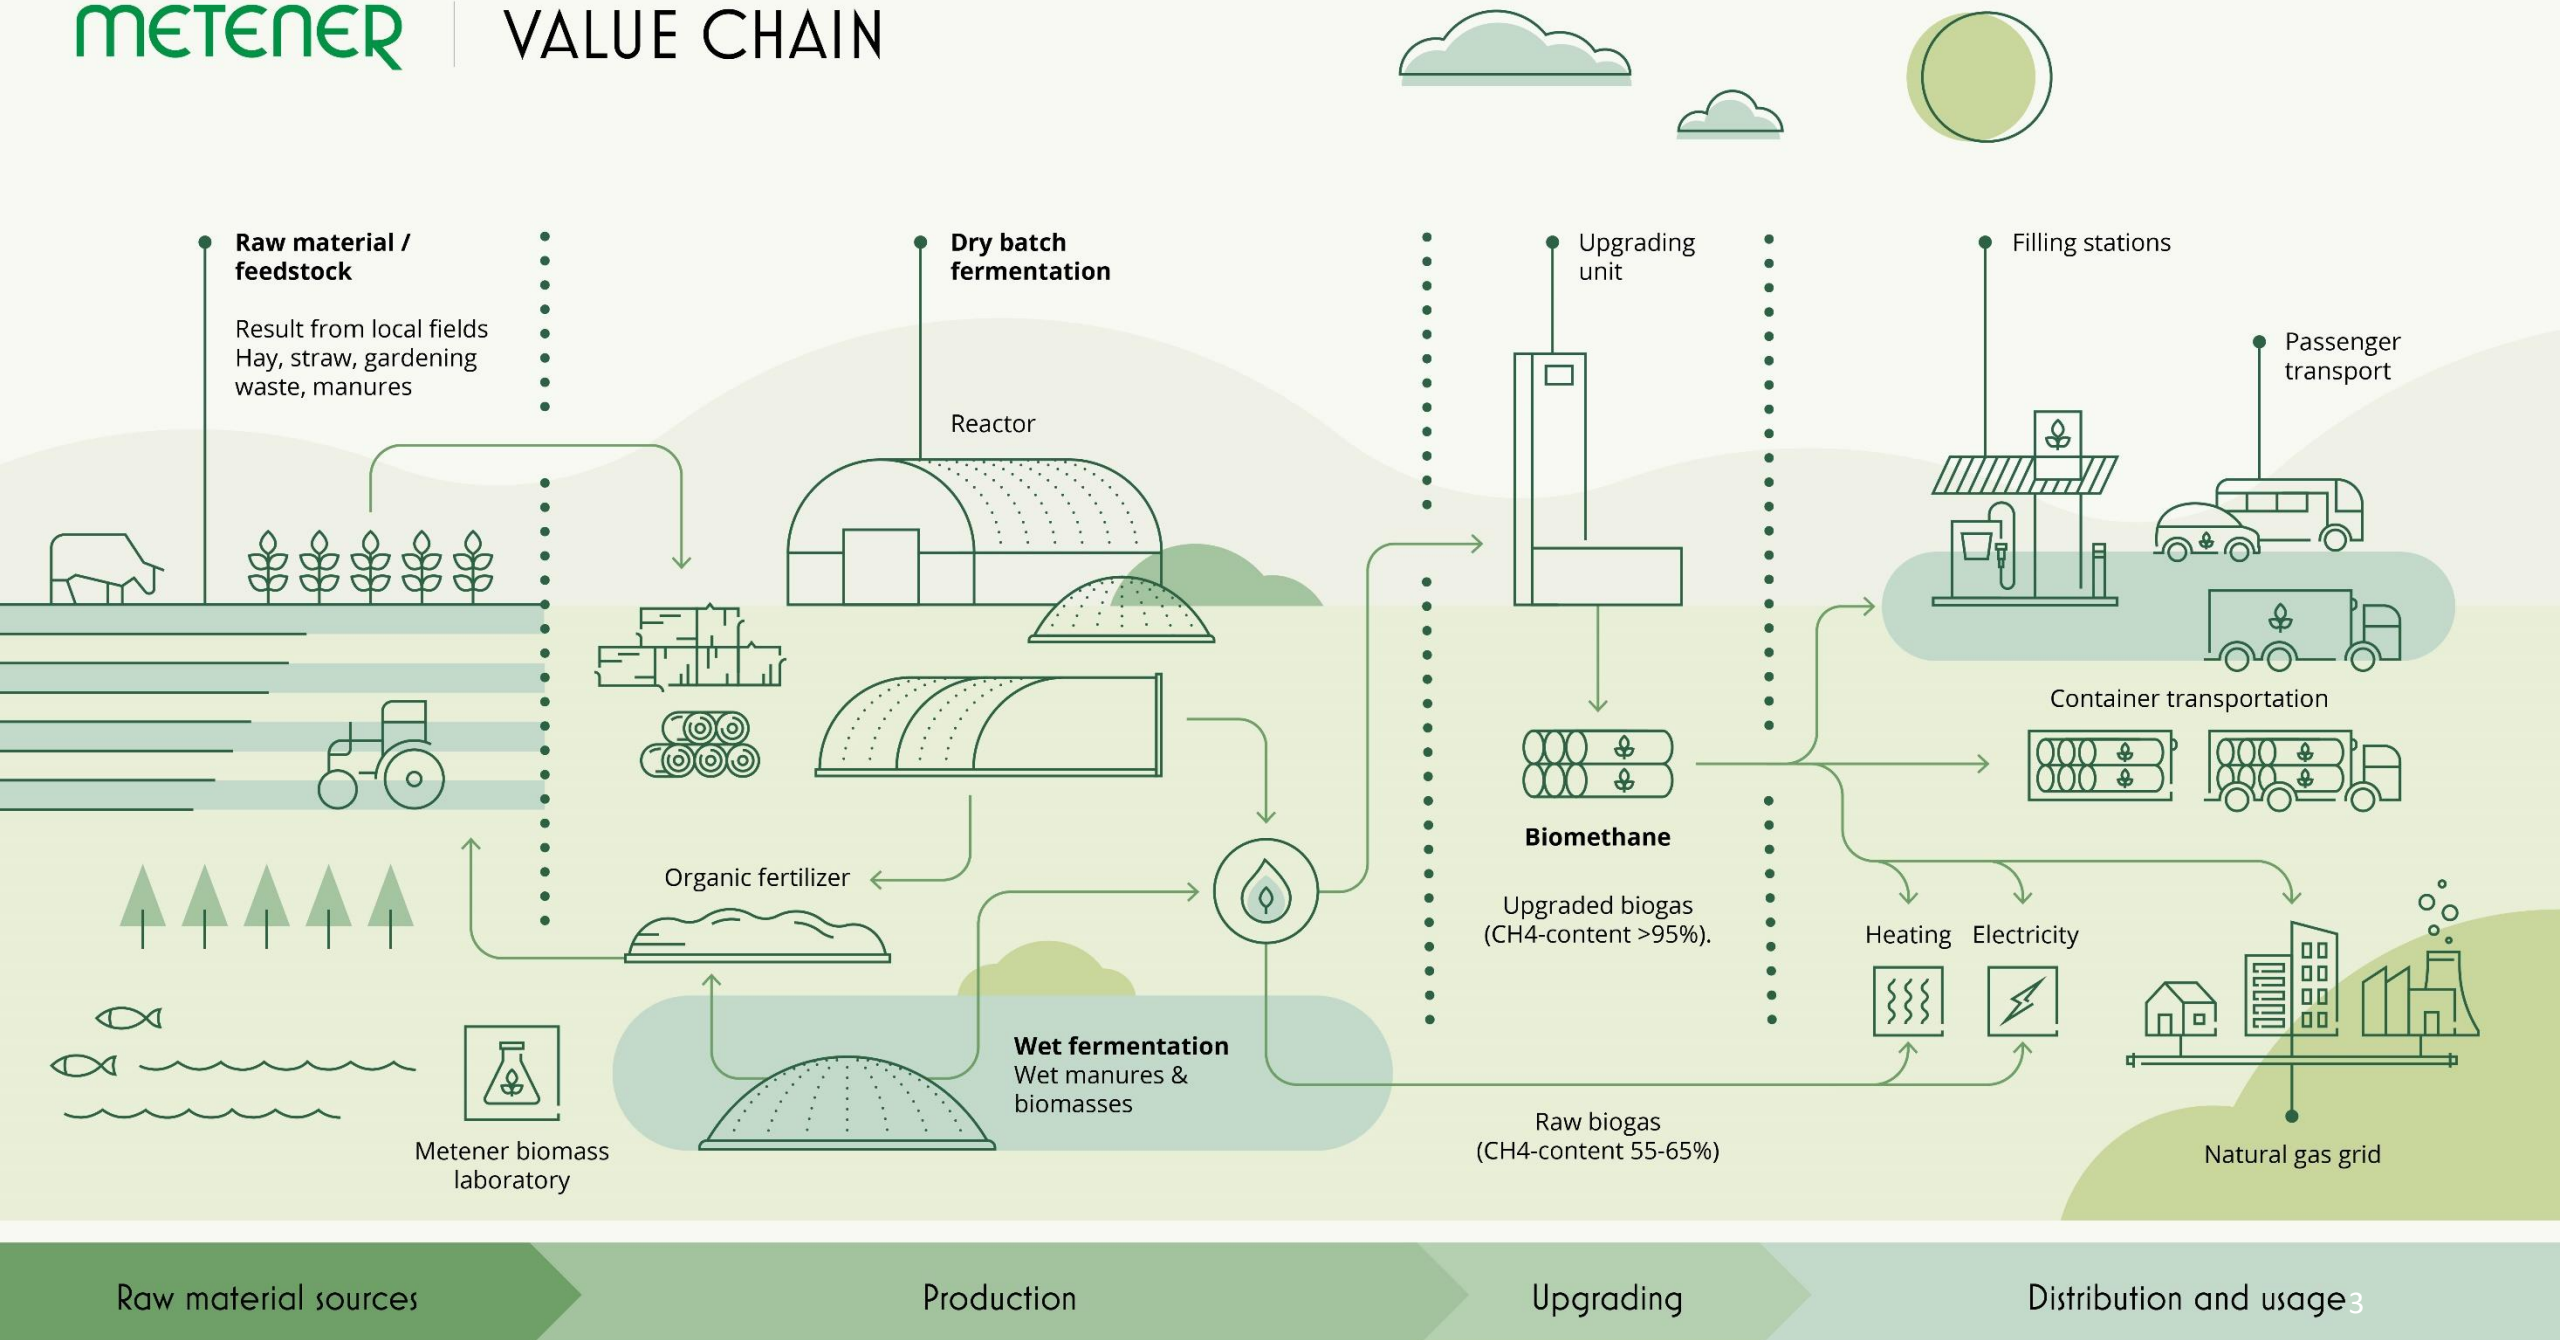 METENER
VALUE CHAIN
Raw material /
feedstock
Result from local fields
Hay, straw, gardening
waste, manures
Dry batch
fermentation
Reactor
Upgrading
unit
Filling stations
Passenger
transport
Container transportation
Organic fertilizer
Biomethane
Upgraded biogas
(CH4-content >95%).
Heating
Electricity
Wet fermentation
Wet manures &
biomasses
Metener biomass
laboratory
Raw biogas
(CH4-content 55-65%)
Natural gas grid
Raw material sources
Production
Upgrading
Distribution and usage
3